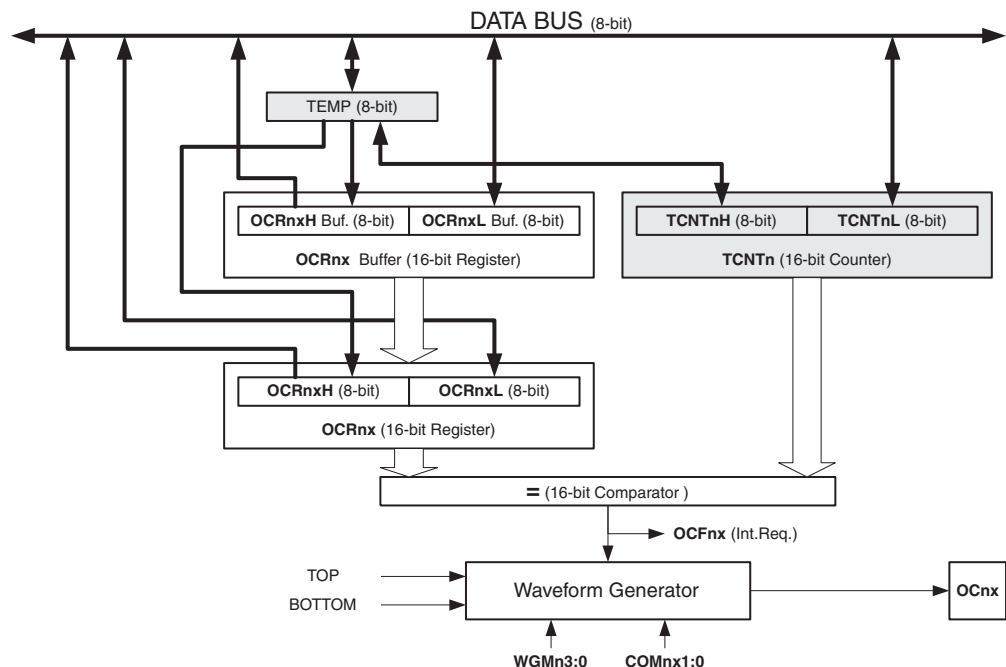 DATA BUS (8-bit)
TEMP (8-bit)
OCRnxH Buf. (8-bit) OCRnxL Buf. (8-bit)
OCRnx Buffer (16-bit Register)
TCNTnH (8-bit) TCNTnL (8-bit)
TCNTn (16-bit Counter)
OCRnxH (8-bit) OCRnxL (8-bit)
OCRnx (16-bit Register)
= (16-bit Comparator )
OCFnx (Int.Req.)
TOP
BOTTOM
Waveform Generator
OCnx
WGMn3:0 COMnx1:0